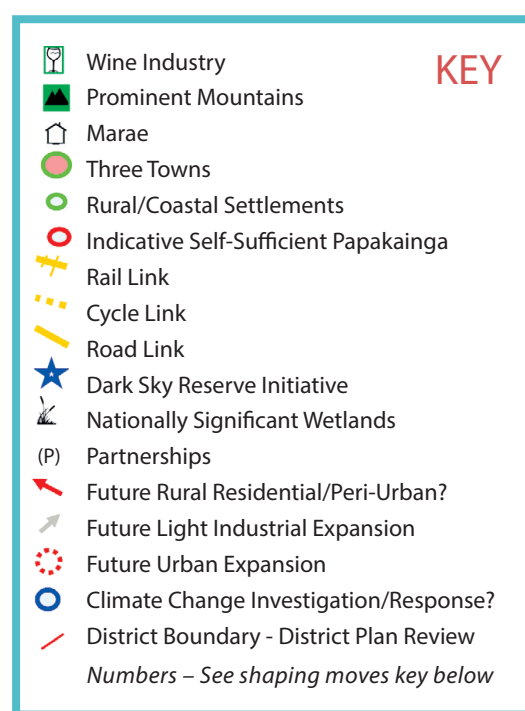 KEY
Wine Industry
Prominent Mountains
Marae
Three Towns
Rural/Coastal Settlements
Indicative Self-Sufficient Papakainga
Rail Link
Cycle Link
Road Link
Dark Sky Reserve Initiative
Nationally Significant Wetlands
(P) Partnerships
Future Rural Residential/Peri-Urban?
Future Light Industrial Expansion
Future Urban Expansion
Climate Change Investigation/Response?
District Boundary - District Plan Review
Numbers – See shaping moves key below